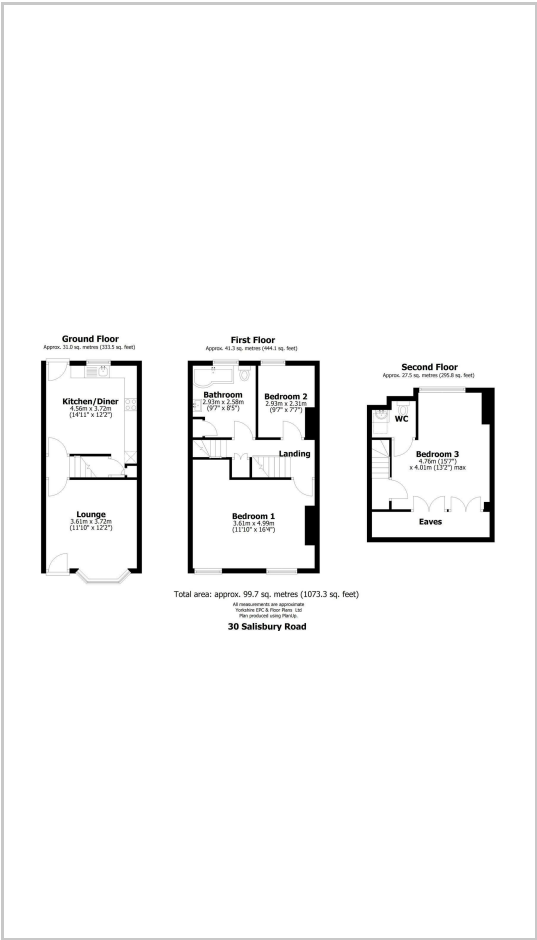 Ground Floor
Approx. 31.0 sq. metres (333.5 sq. feet)
Kitchen/Diner
4.56m x 3.72m
(14'11" x 12'2")
Lounge
3.61m x 3.72m
(11'10" x 12'2")
First Floor
Approx. 41.3 sq. metres (444.1 sq. feet)
Bathroom
2.93m x 2.58m
(9'7" x 8'5")
Bedroom 2
2.93m x 2.31m
(9'7" x 7'7")
Landing
Bedroom 1
3.61m x 4.99m
(11'10" x 16'4")
Second Floor
Approx. 27.5 sq. metres (295.8 sq. feet)
WC
Bedroom 3
4.76m (15'7")
x 4.01m (13'2") max
Eaves
Total area: approx. 99.7 sq. metres (1073.3 sq. feet)
All measurements are approximate
Yorkshire EPC & Floor Plans Ltd
Plan produced using PlanUp.
30 Salisbury Road